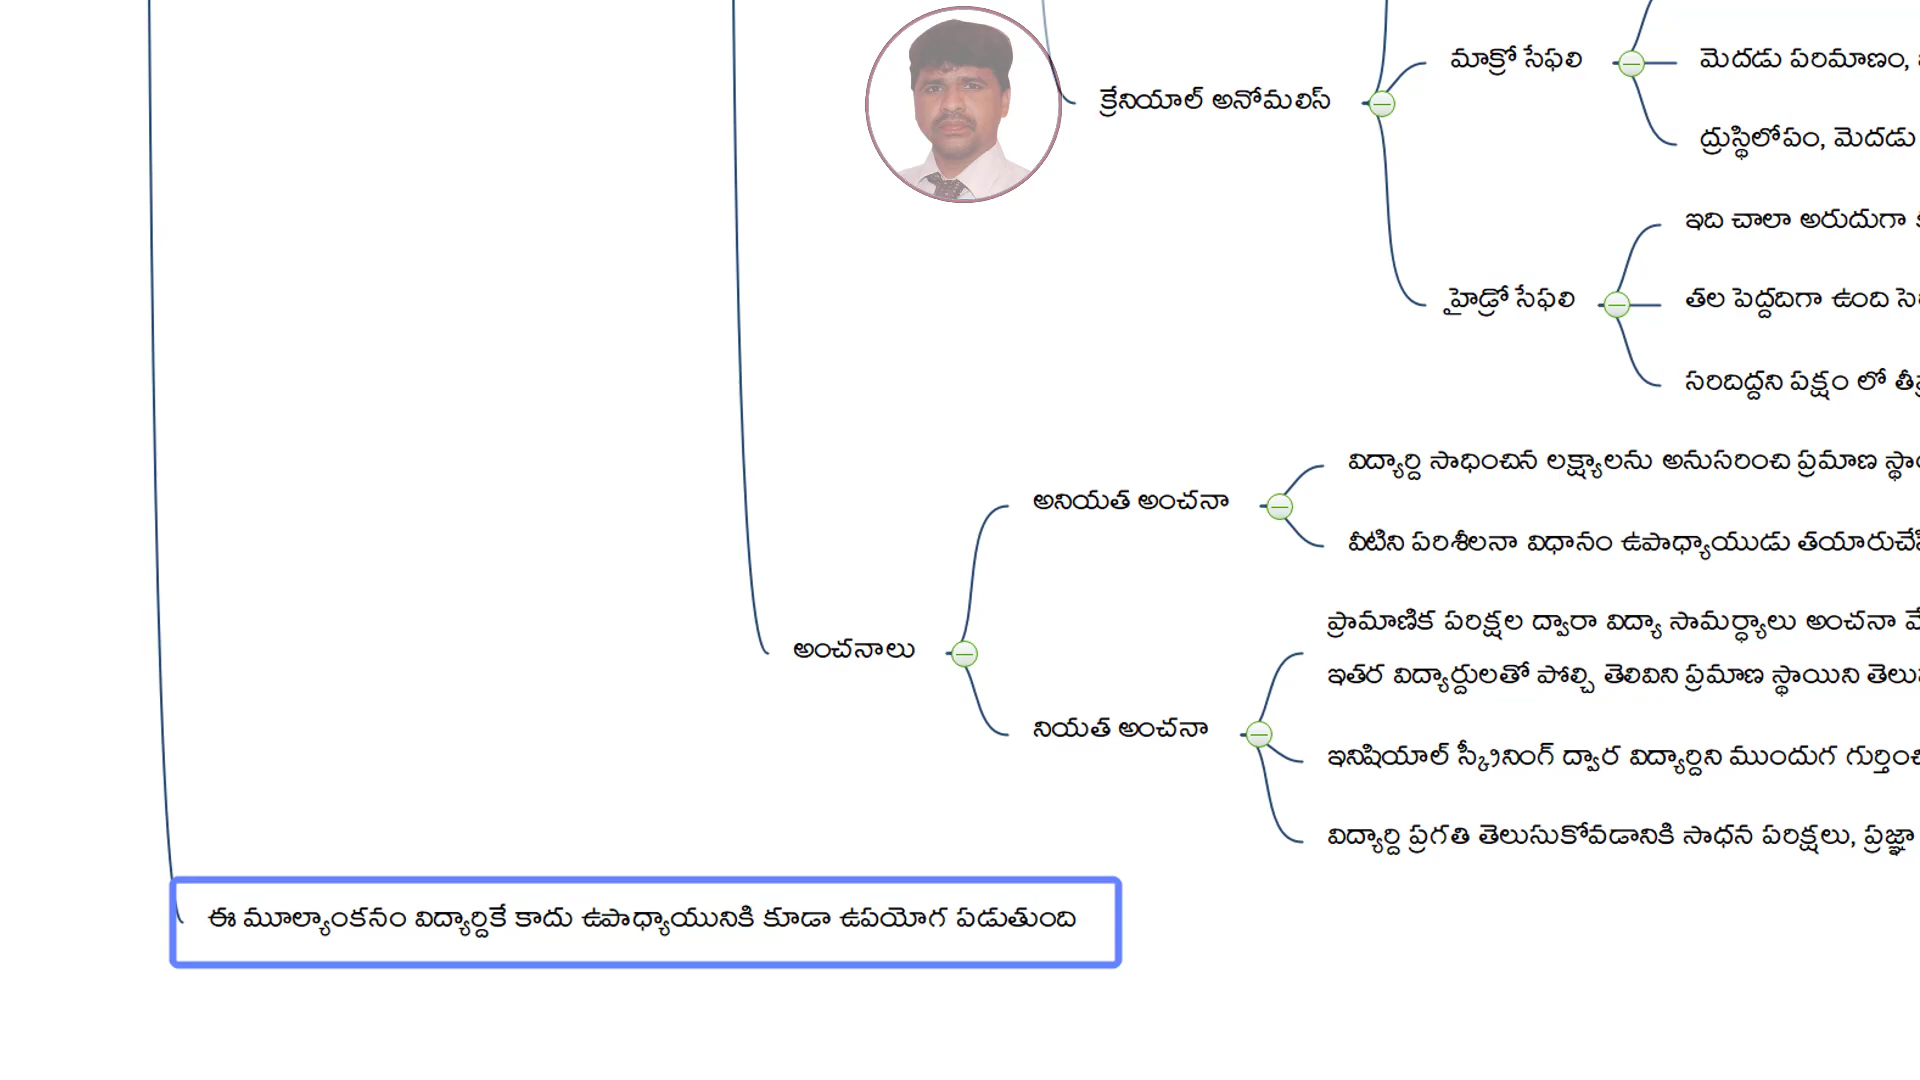 మాక్రో సేఫలి
మెదడు పరిమాణం,
క్రేనియాల్ అనోమలిస్
ద్రుస్థిలోపం, మెదడు
ఇది చాలా అరుదుగా
హైడ్రో సేఫలి
తల పెద్దదిగా ఉంది
సరిదిద్దని పక్షం లో
విద్యార్ది సాధించిన లక్ష్యాలను అనుసరించి ప్రమాణ
అనియత అంచనా
వీటిని పరిశీలనా విధానం ఉపాధ్యాయుడు
ప్రామాణిక పరిక్షల ద్వారా విద్యా సామర్ధ్యాలు అంచనా
అంచనాలు
ఇతర విద్యార్దులతో పోల్చి తెలివిని ప్రమాణ స్థాయిని
నియత అంచనా
ఇనిషియాల్ స్క్రీనింగ్ ద్వార విద్యార్దిని ముందుగ
విద్యార్ది ప్రగతి తెలుసుకోవడానికి సాధన పరిక్షలు, ప్రజ్ఞా
ఈ మూల్యాంకనం విద్యార్దికే కాదు ఉపాధ్యాయునికి కూడా ఉపయోగ పడుతుంది